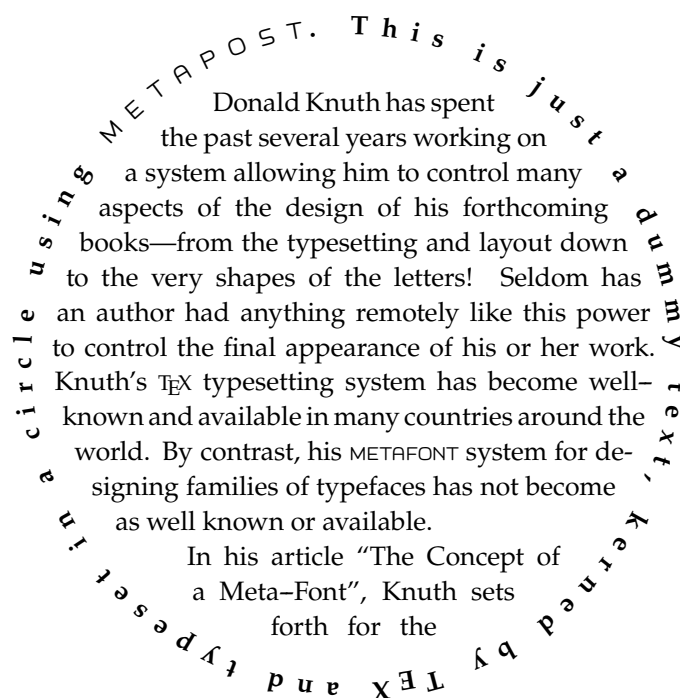 This is just a dummy text, kerned by TEX and typeset in a circle using METAPOST.
Donald Knuth has spent
the past several years working on
a system allowing him to control many
aspects of the design of his forthcoming
books—from the typesetting and layout down
to the very shapes of the letters! Seldom has
an author had anything remotely like this power
to control the final appearance of his or her work.
Knuth’s TEX typesetting system has become well–
known and available in many countries around the
world. By contrast, his METAFONT system for de-
signing families of typefaces has not become
as well known or available.
In his article “The Concept of
a Meta–Font”, Knuth sets
forth for the